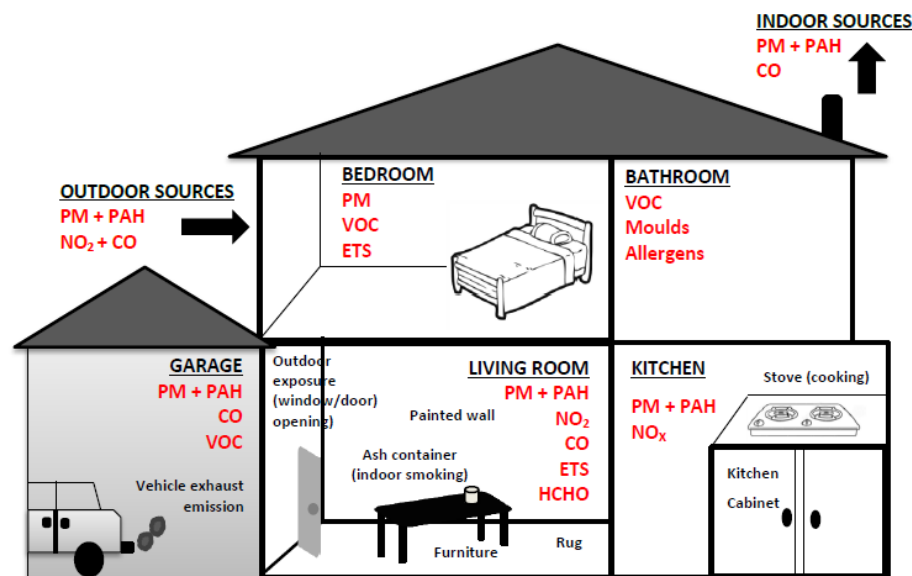 INDOOR SOURCES
PM + PAH
CO
OUTDOOR SOURCES
PM + PAH
NO₂ + CO
BEDROOM
PM
VOC
ETS
BATHROOM
VOC
Moulds
Allergens
GARAGE
PM + PAH
CO
VOC
Vehicle exhaust
emission
Outdoor
exposure
(window/door)
opening)
Painted wall
Ash container
(indoor smoking)
Furniture
Rug
LIVING ROOM
PM + PAH
NO₂
CO
ETS
HCHO
KITCHEN
PM + PAH
NOₓ
Stove (cooking)
Kitchen
Cabinet